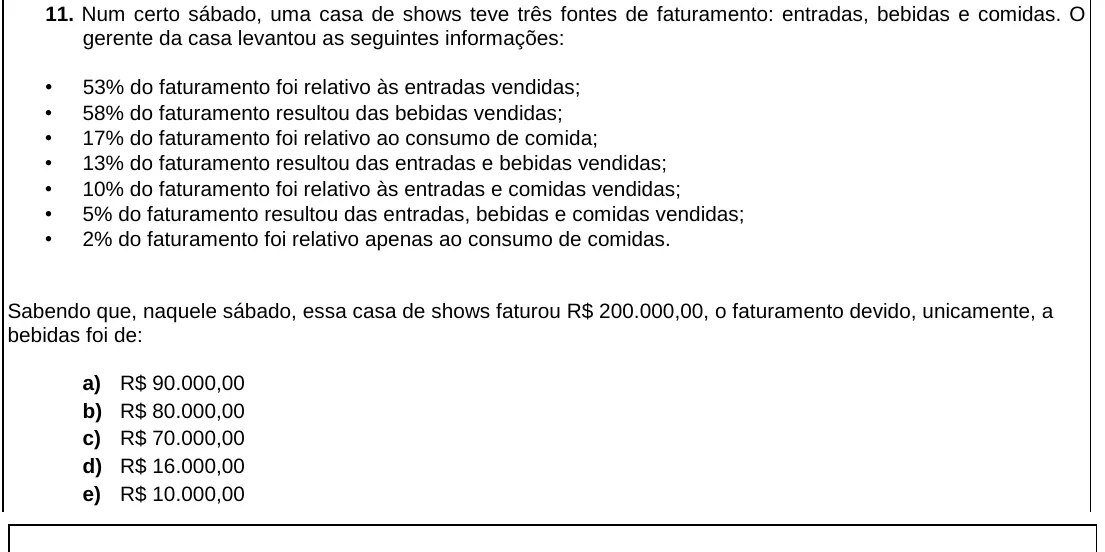 11. Num certo sábado, uma casa de shows teve três fontes de faturamento: entradas, bebidas e comidas. O
gerente da casa levantou as seguintes informações:
• 53% do faturamento foi relativo às entradas vendidas;
• 58% do faturamento resultou das bebidas vendidas;
• 17% do faturamento foi relativo ao consumo de comida;
• 13% do faturamento resultou das entradas e bebidas vendidas;
• 10% do faturamento foi relativo às entradas e comidas vendidas;
• 5% do faturamento resultou das entradas, bebidas e comidas vendidas;
• 2% do faturamento foi relativo apenas ao consumo de comidas.
Sabendo que, naquele sábado, essa casa de shows faturou R$ 200.000,00, o faturamento devido, unicamente, a
bebidas foi de:
a) R$ 90.000,00
b) R$ 80.000,00
c) R$ 70.000,00
d) R$ 16.000,00
e) R$ 10.000,00